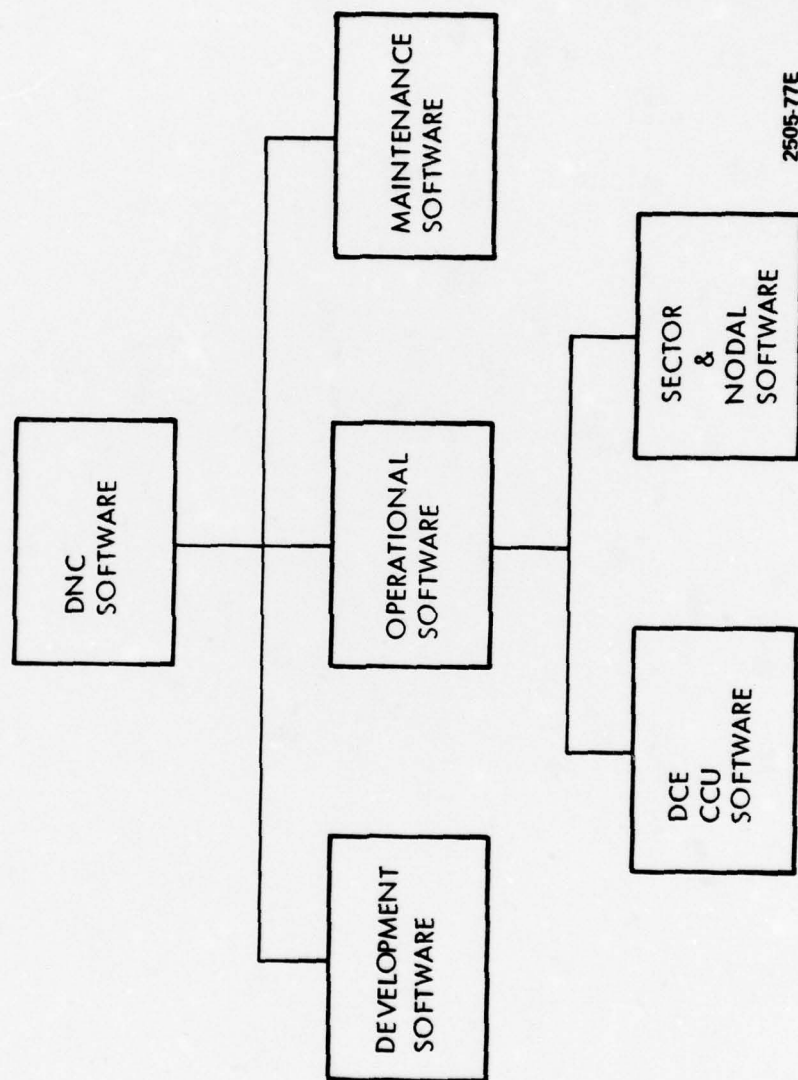 DNC
SOFTWARE
DEVELOPMENT
SOFTWARE
OPERATIONAL
SOFTWARE
MAINTENANCE
SOFTWARE
DCE
CCU
SOFTWARE
SECTOR
&
NODAL
SOFTWARE
2505-77E